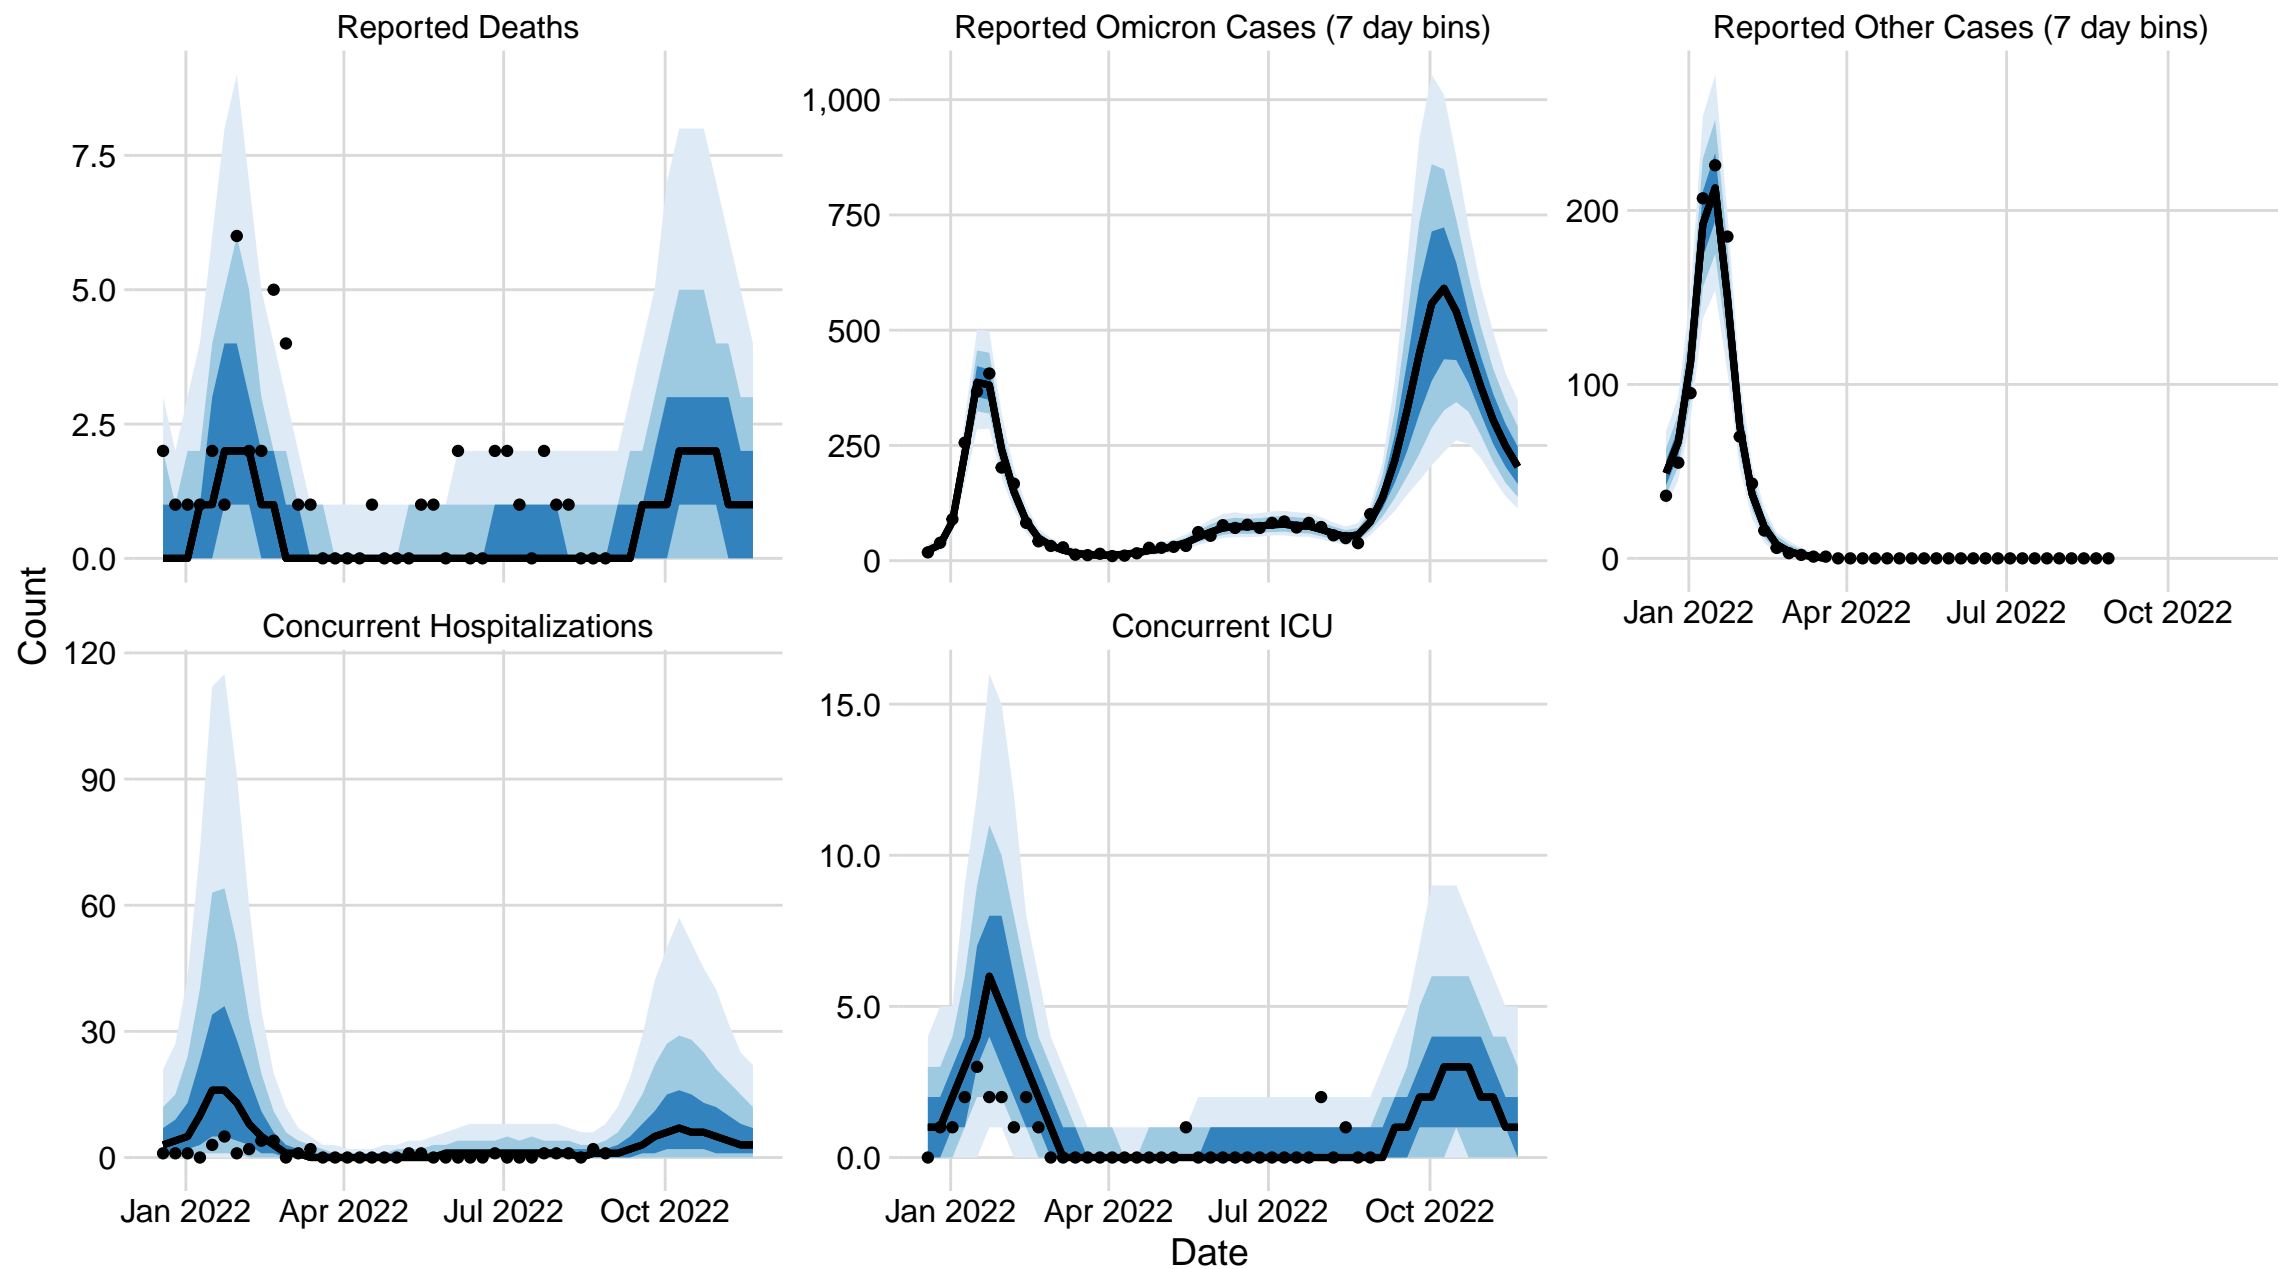 Reported Deaths
Reported Omicron Cases (7 day bins)
Reported Other Cases (7 day bins)
7.5
5.0
2.5
0.0
1,000
750
500
250
0
200
100
0
Jan 2022 Apr 2022 Jul 2022 Oct 2022
Count
Concurrent Hospitalizations
Concurrent ICU
120
90
60
30
0
15.0
10.0
5.0
0.0
Jan 2022 Apr 2022 Jul 2022 Oct 2022
Jan 2022 Apr 2022 Jul 2022 Oct 2022
Date